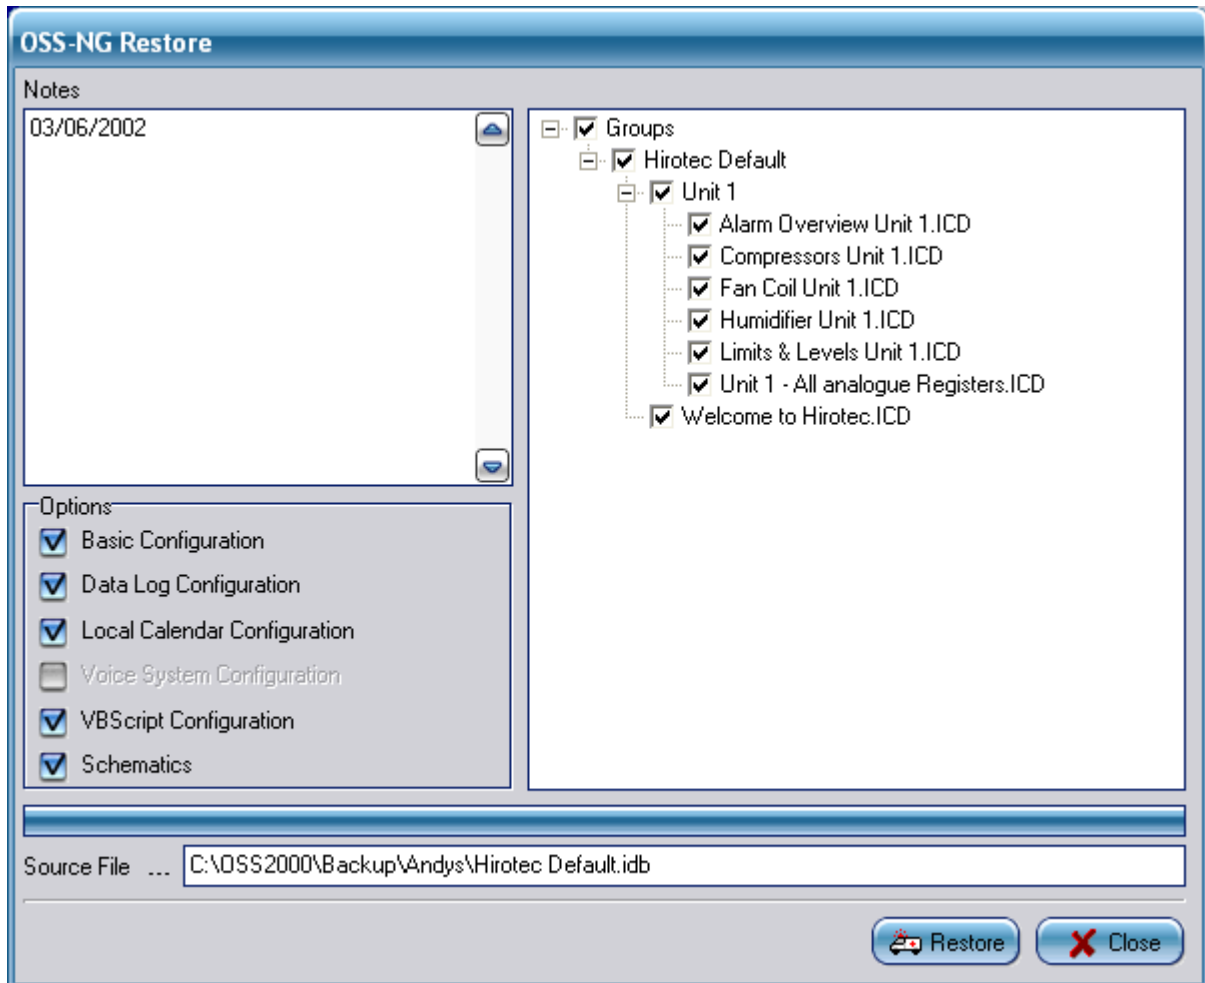 OSS-NG Restore
Notes
03/06/2002
Groups
Hirotec Default
Unit 1
Alarm Overview Unit 1.ICD
Compressors Unit 1.ICD
Fan Coil Unit 1.ICD
Humidifier Unit 1.ICD
Limits & Levels Unit 1.ICD
Unit 1 - All analogue Registers.ICD
Welcome to Hirotec.ICD
Options
Basic Configuration
Data Log Configuration
Local Calendar Configuration
Voice System Configuration
VBScript Configuration
Schematics
Source File ... C:\OSS2000\Backup\Andys\Hirotec Default.idb
Restore Close